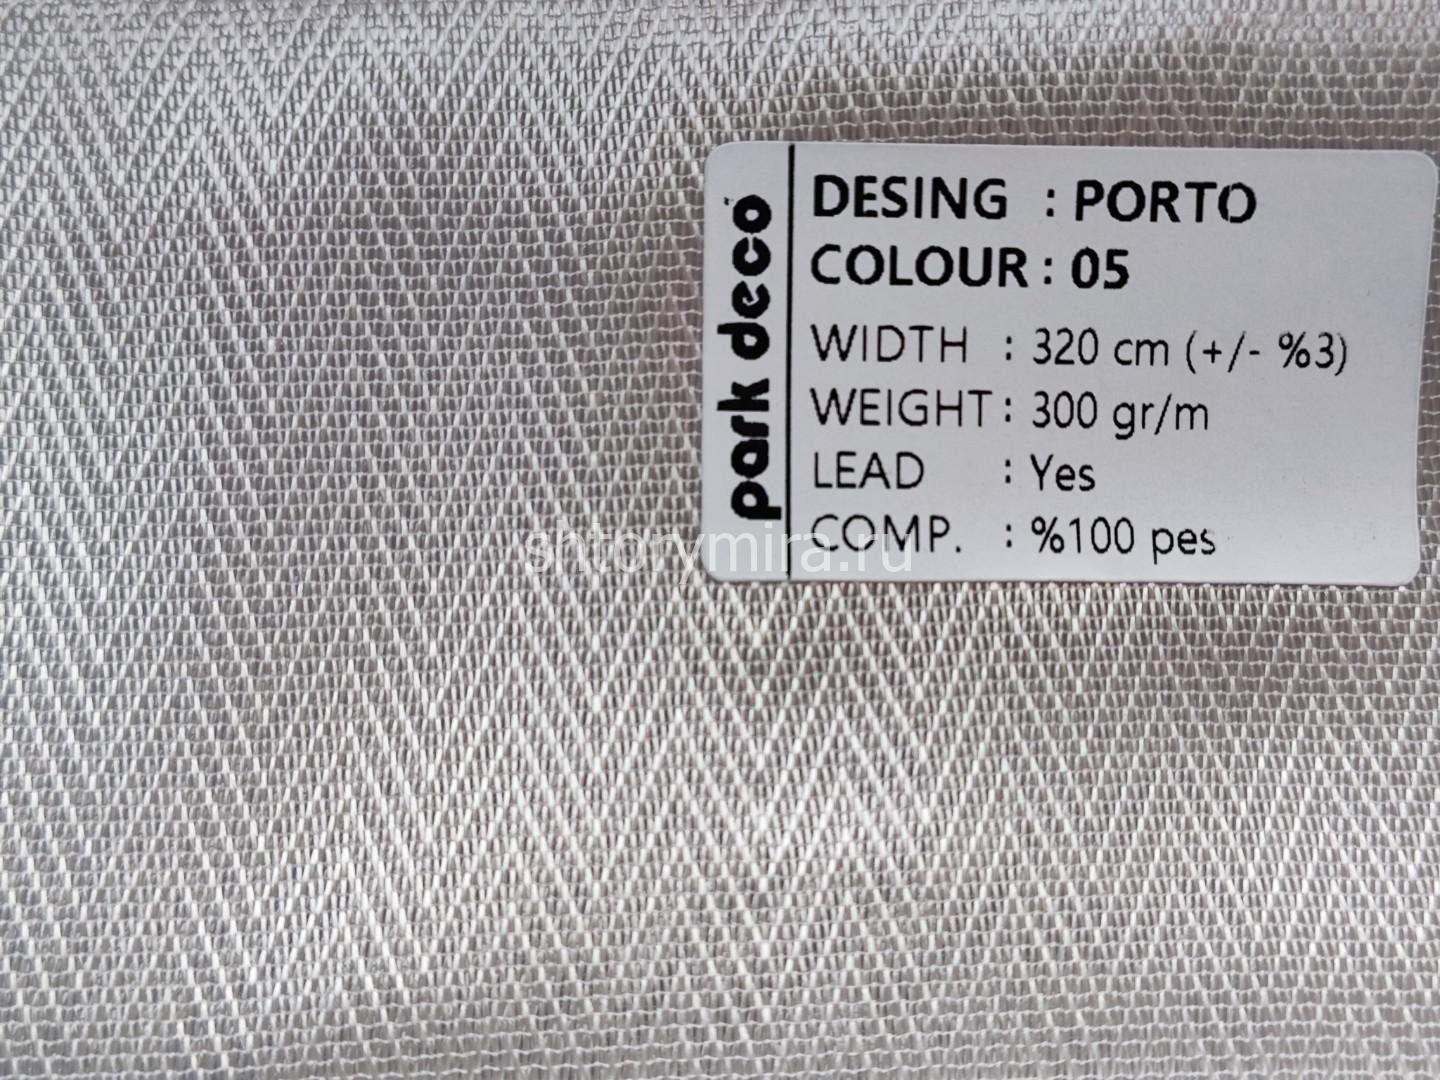 park deco
DESING : PORTO
COLOUR : 05
WIDTH : 320 cm (+/- %3)
WEIGHT : 300 gr/m
LEAD : Yes
COMP. : %100 pes
shtorymira.ru